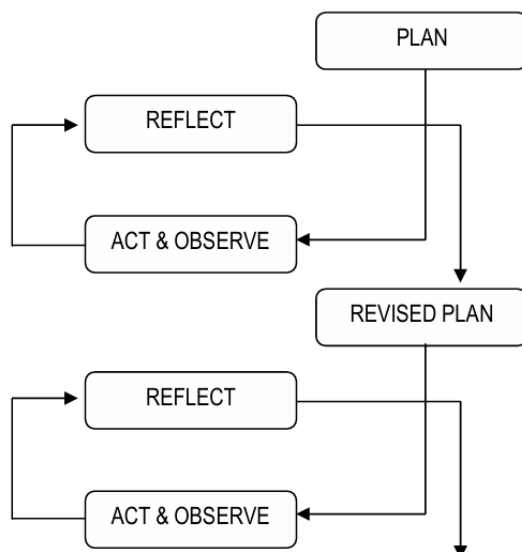 PLAN
REFLECT
ACT & OBSERVE
REVISED PLAN
REFLECT
ACT & OBSERVE